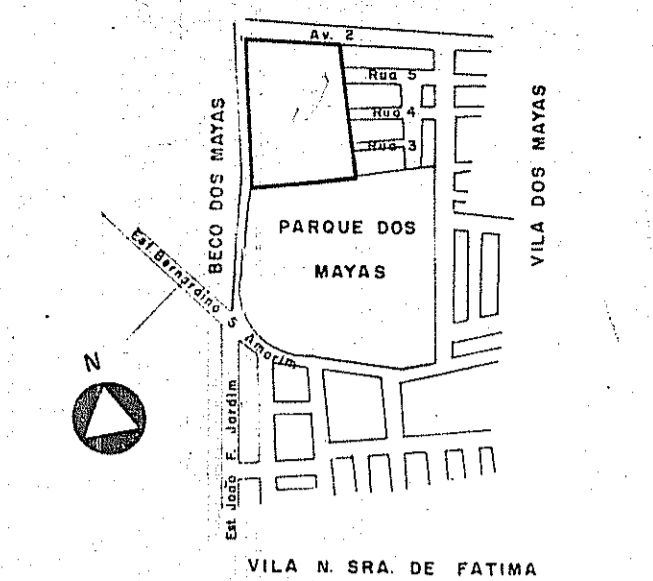 Av. 2
Rua 5
Rua 4
Rua 3
BECO DOS MAYAS
VILA DOS MAYAS
PARQUE DOS
MAYAS
Est. Bernardino S. Amorim
N
Est. João F. Jardim
VILA N. SRA. DE FATIMA